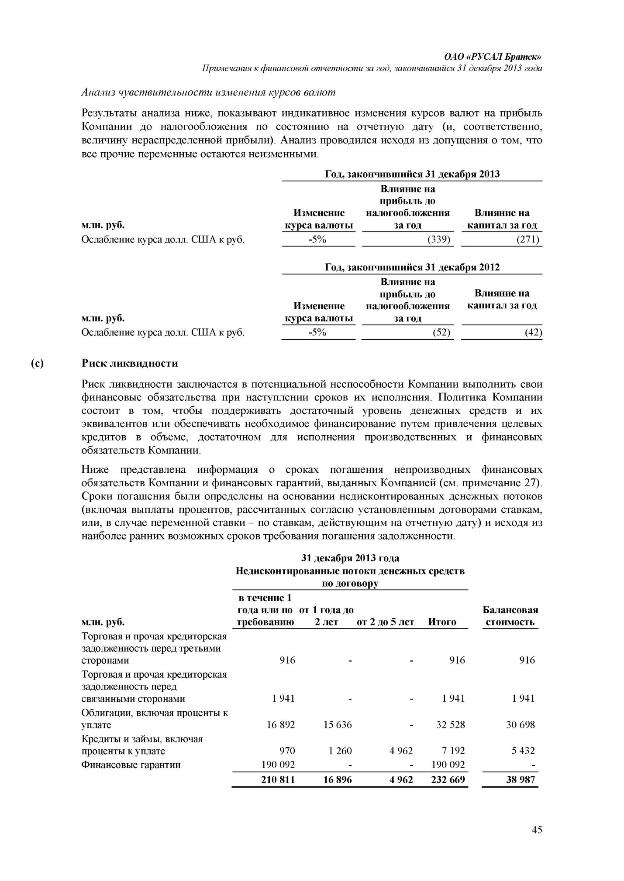 ОАО «РУСАЛ Братск»
Примечания к финансовой отчетности за год, закончившийся 31 декабря 2013 года
Анализ чувствительности изменения курсов валют
Результаты анализа ниже, показывают индикативное изменения курсов валют на прибыль
Компании до налогообложения по состоянию на отчетную дату (и, соответственно,
величину нераспределенной прибыли). Анализ проводился исходя из допущения о том, что
все прочие переменные остаются неизменными.
Год, закончившийся 31 декабря 2013
млн. руб. Изменение курса валюты Влияние на прибыль до налогообложения за год Влияние на капитал за год
Ослабление курса долл. США к руб. -5% (339) (271)
Год, закончившийся 31 декабря 2012
млн. руб. Изменение курса валюты Влияние на прибыль до налогообложения за год Влияние на капитал за год
Ослабление курса долл. США к руб. -5% (52) (42)
(c) Риск ликвидности
Риск ликвидности заключается в потенциальной неспособности Компании выполнить свои
финансовые обязательства при наступлении сроков их исполнения. Политика Компании
состоит в том, чтобы поддерживать достаточный уровень денежных средств и их
эквивалентов или обеспечивать необходимое финансирование путем привлечения целевых
кредитов в объеме, достаточном для исполнения производственных и финансовых
обязательств Компании.
Ниже представлена информация о сроках погашения непроизводных финансовых
обязательств Компании и финансовых гарантий, выданных Компанией (см. примечание 27).
Сроки погашения были определены на основании недисконтированных денежных потоков
(включая выплаты процентов, рассчитанных согласно установленным договорами ставкам,
или, в случае переменной ставки – по ставкам, действующим на отчетную дату) и исходя из
наиболее ранних возможных сроков требования погашения задолженности.
31 декабря 2013 года
Недисконтированные потоки денежных средств
по договору
млн. руб. в течение 1 года или по требованию от 1 года до 2 лет от 2 до 5 лет Итого Балансовая стоимость
Торговая и прочая кредиторская
задолженность перед третьими
сторонами 916 - - 916 916
Торговая и прочая кредиторская
задолженность перед
связанными сторонами 1 941 - - 1 941 1 941
Облигации, включая проценты к
уплате 16 892 15 636 - 32 528 30 698
Кредиты и займы, включая
проценты к уплате 970 1 260 4 962 7 192 5 432
Финансовые гарантии 190 092 - - 190 092 -
210 811 16 896 4 962 232 669 38 987
45